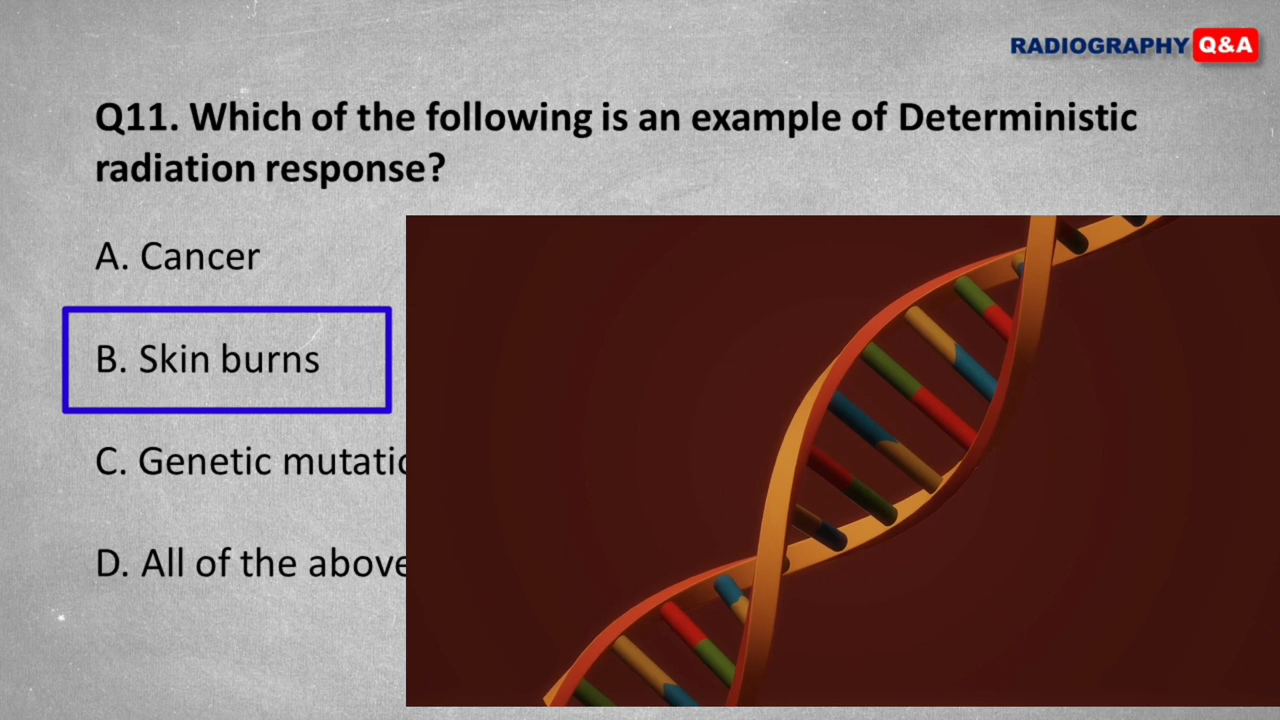 RADIOGRAPHY Q&A
Q11. Which of the following is an example of Deterministic
radiation response?
A. Cancer
B. Skin burns
C. Genetic
D. All of the above